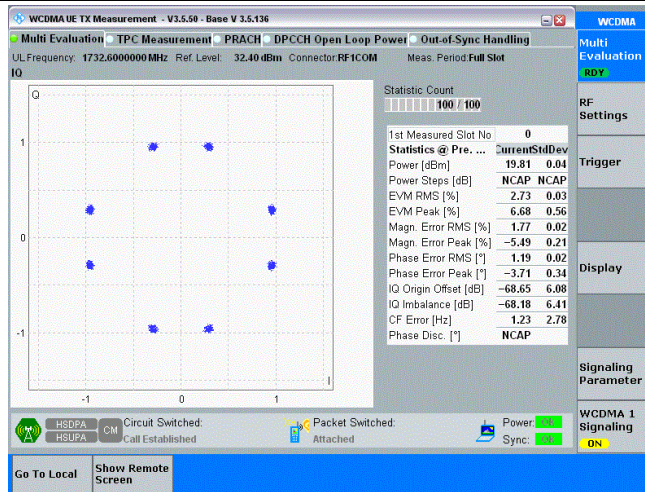 WCDMA UE TX Measurement - V3.5.50 - Base V 3.5.136
WCDMA
Multi Evaluation TPC Measurement PRACH DPCCH Open Loop Power Out-of-Sync Handling
UL Frequency: 1732.6000000 MHz Ref. Level: 32.40 dBm Connector:RF1COM Meas. Period:Full Slot
IQ
Q
1
0
-1
-1 0 1
I
Statistic Count
100 / 100
1st Measured Slot No 0
Statistics @ Pre. ... CurrentStdDev
Power [dBm] 19.81 0.04
Power Steps [dB] NCAP NCAP
EVM RMS [%] 2.73 0.03
EVM Peak [%] 6.68 0.56
Magn. Error RMS [%] 1.77 0.02
Magn. Error Peak [%] -5.49 0.21
Phase Error RMS [°] 1.19 0.02
Phase Error Peak [°] -3.71 0.34
IQ Origin Offset [dB] -68.65 6.08
IQ Imbalance [dB] -68.18 6.41
CF Error [Hz] 1.23 2.78
Phase Disc. [°] NCAP
Multi
Evaluation
RDY
RF
Settings
Trigger
Display
Signaling
Parameter
WCDMA 1
Signaling
ON
HSDPA
HSUPA
CM
Circuit Switched:
Call Established
Packet Switched:
Attached
Power: OK
Sync: OK
Go To Local
Show Remote
Screen